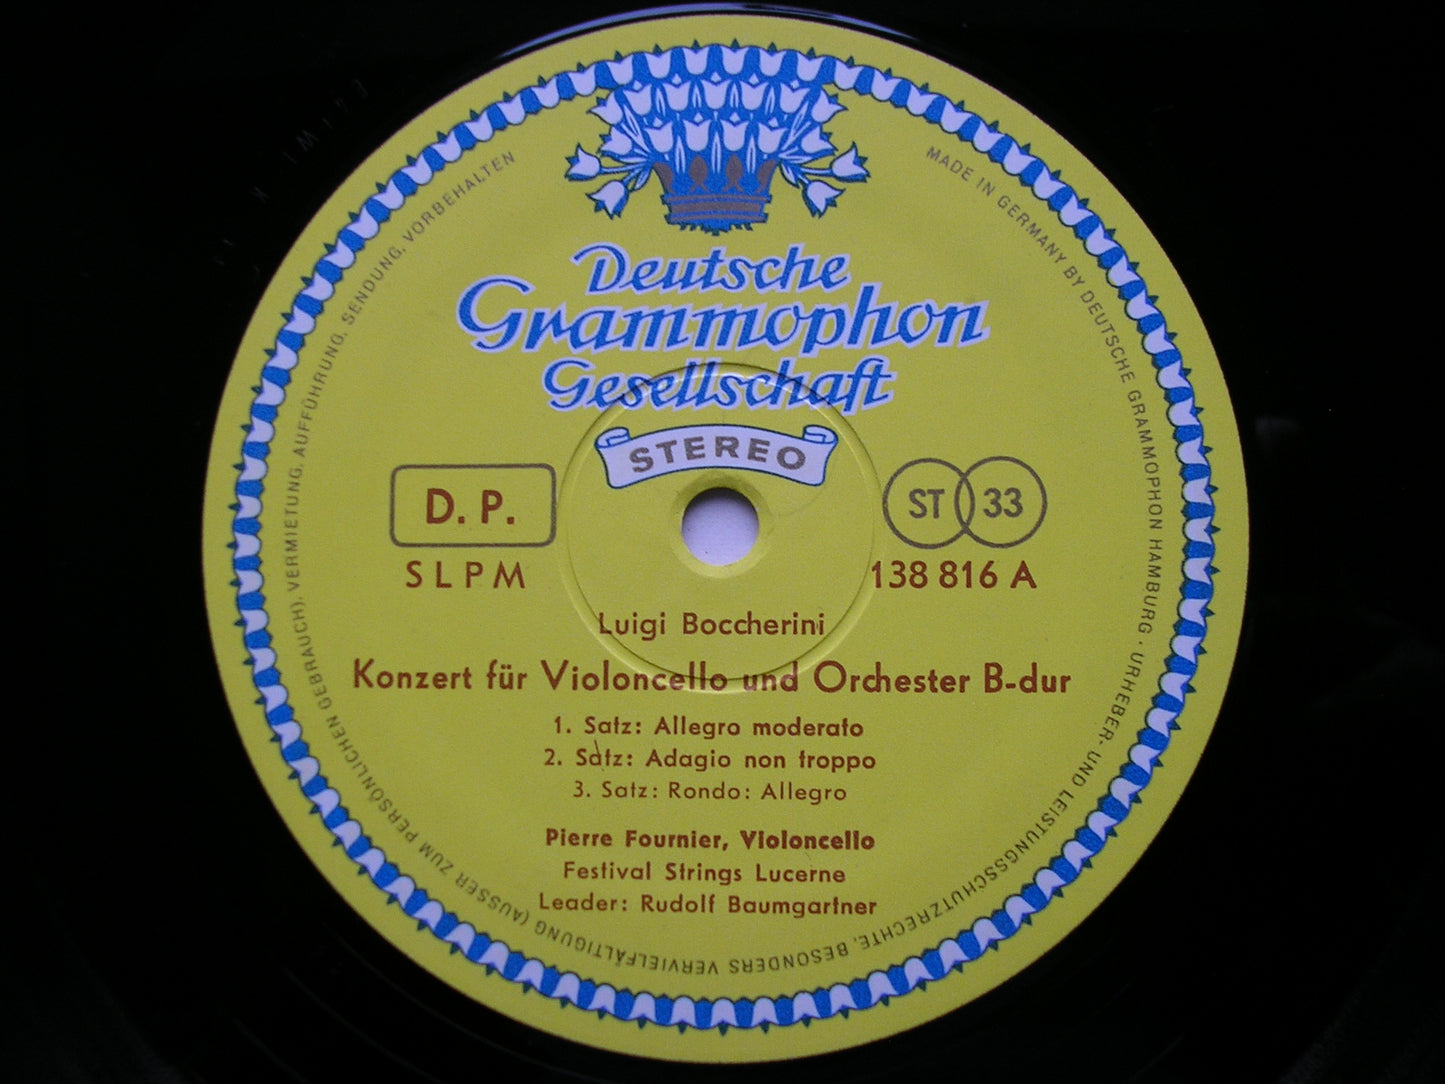 Deutsche
Grammophon
Gesellschaft
STEREO
D. P.
ST 33
SLPM
138 816 A
Luigi Boccherini
Konzert für Violoncello und Orchester B-dur
1. Satz: Allegro moderato
2. Satz: Adagio non troppo
3. Satz: Rondo: Allegro
Pierre Fournier, Violoncello
Festival Strings Lucerne
Leader: Rudolf Baumgartner
MADE IN GERMANY BY DEUTSCHE GRAMMOPHON HAMBURG · URHEBER- UND LEISTUNGSSCHUTZRECHTE, BESONDERS VERVIELFÄLTIGUNG (AUSSER ZUM PERSÖNLICHEN GEBRAUCH), VERMIETUNG, AUFFÜHRUNG, SENDUNG, VORBEHALTEN